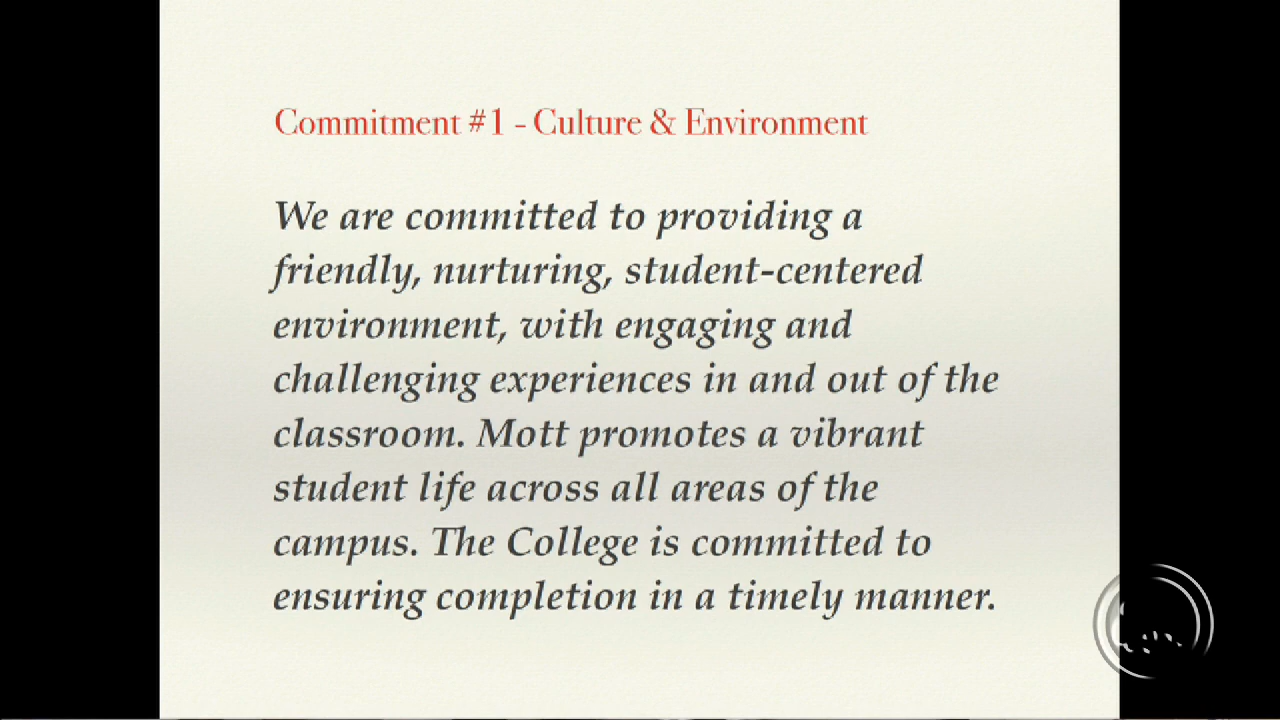 Commitment #1 - Culture & Environment
We are committed to providing a
friendly, nurturing, student-centered
environment, with engaging and
challenging experiences in and out of the
classroom. Mott promotes a vibrant
student life across all areas of the
campus. The College is committed to
ensuring completion in a timely manner.